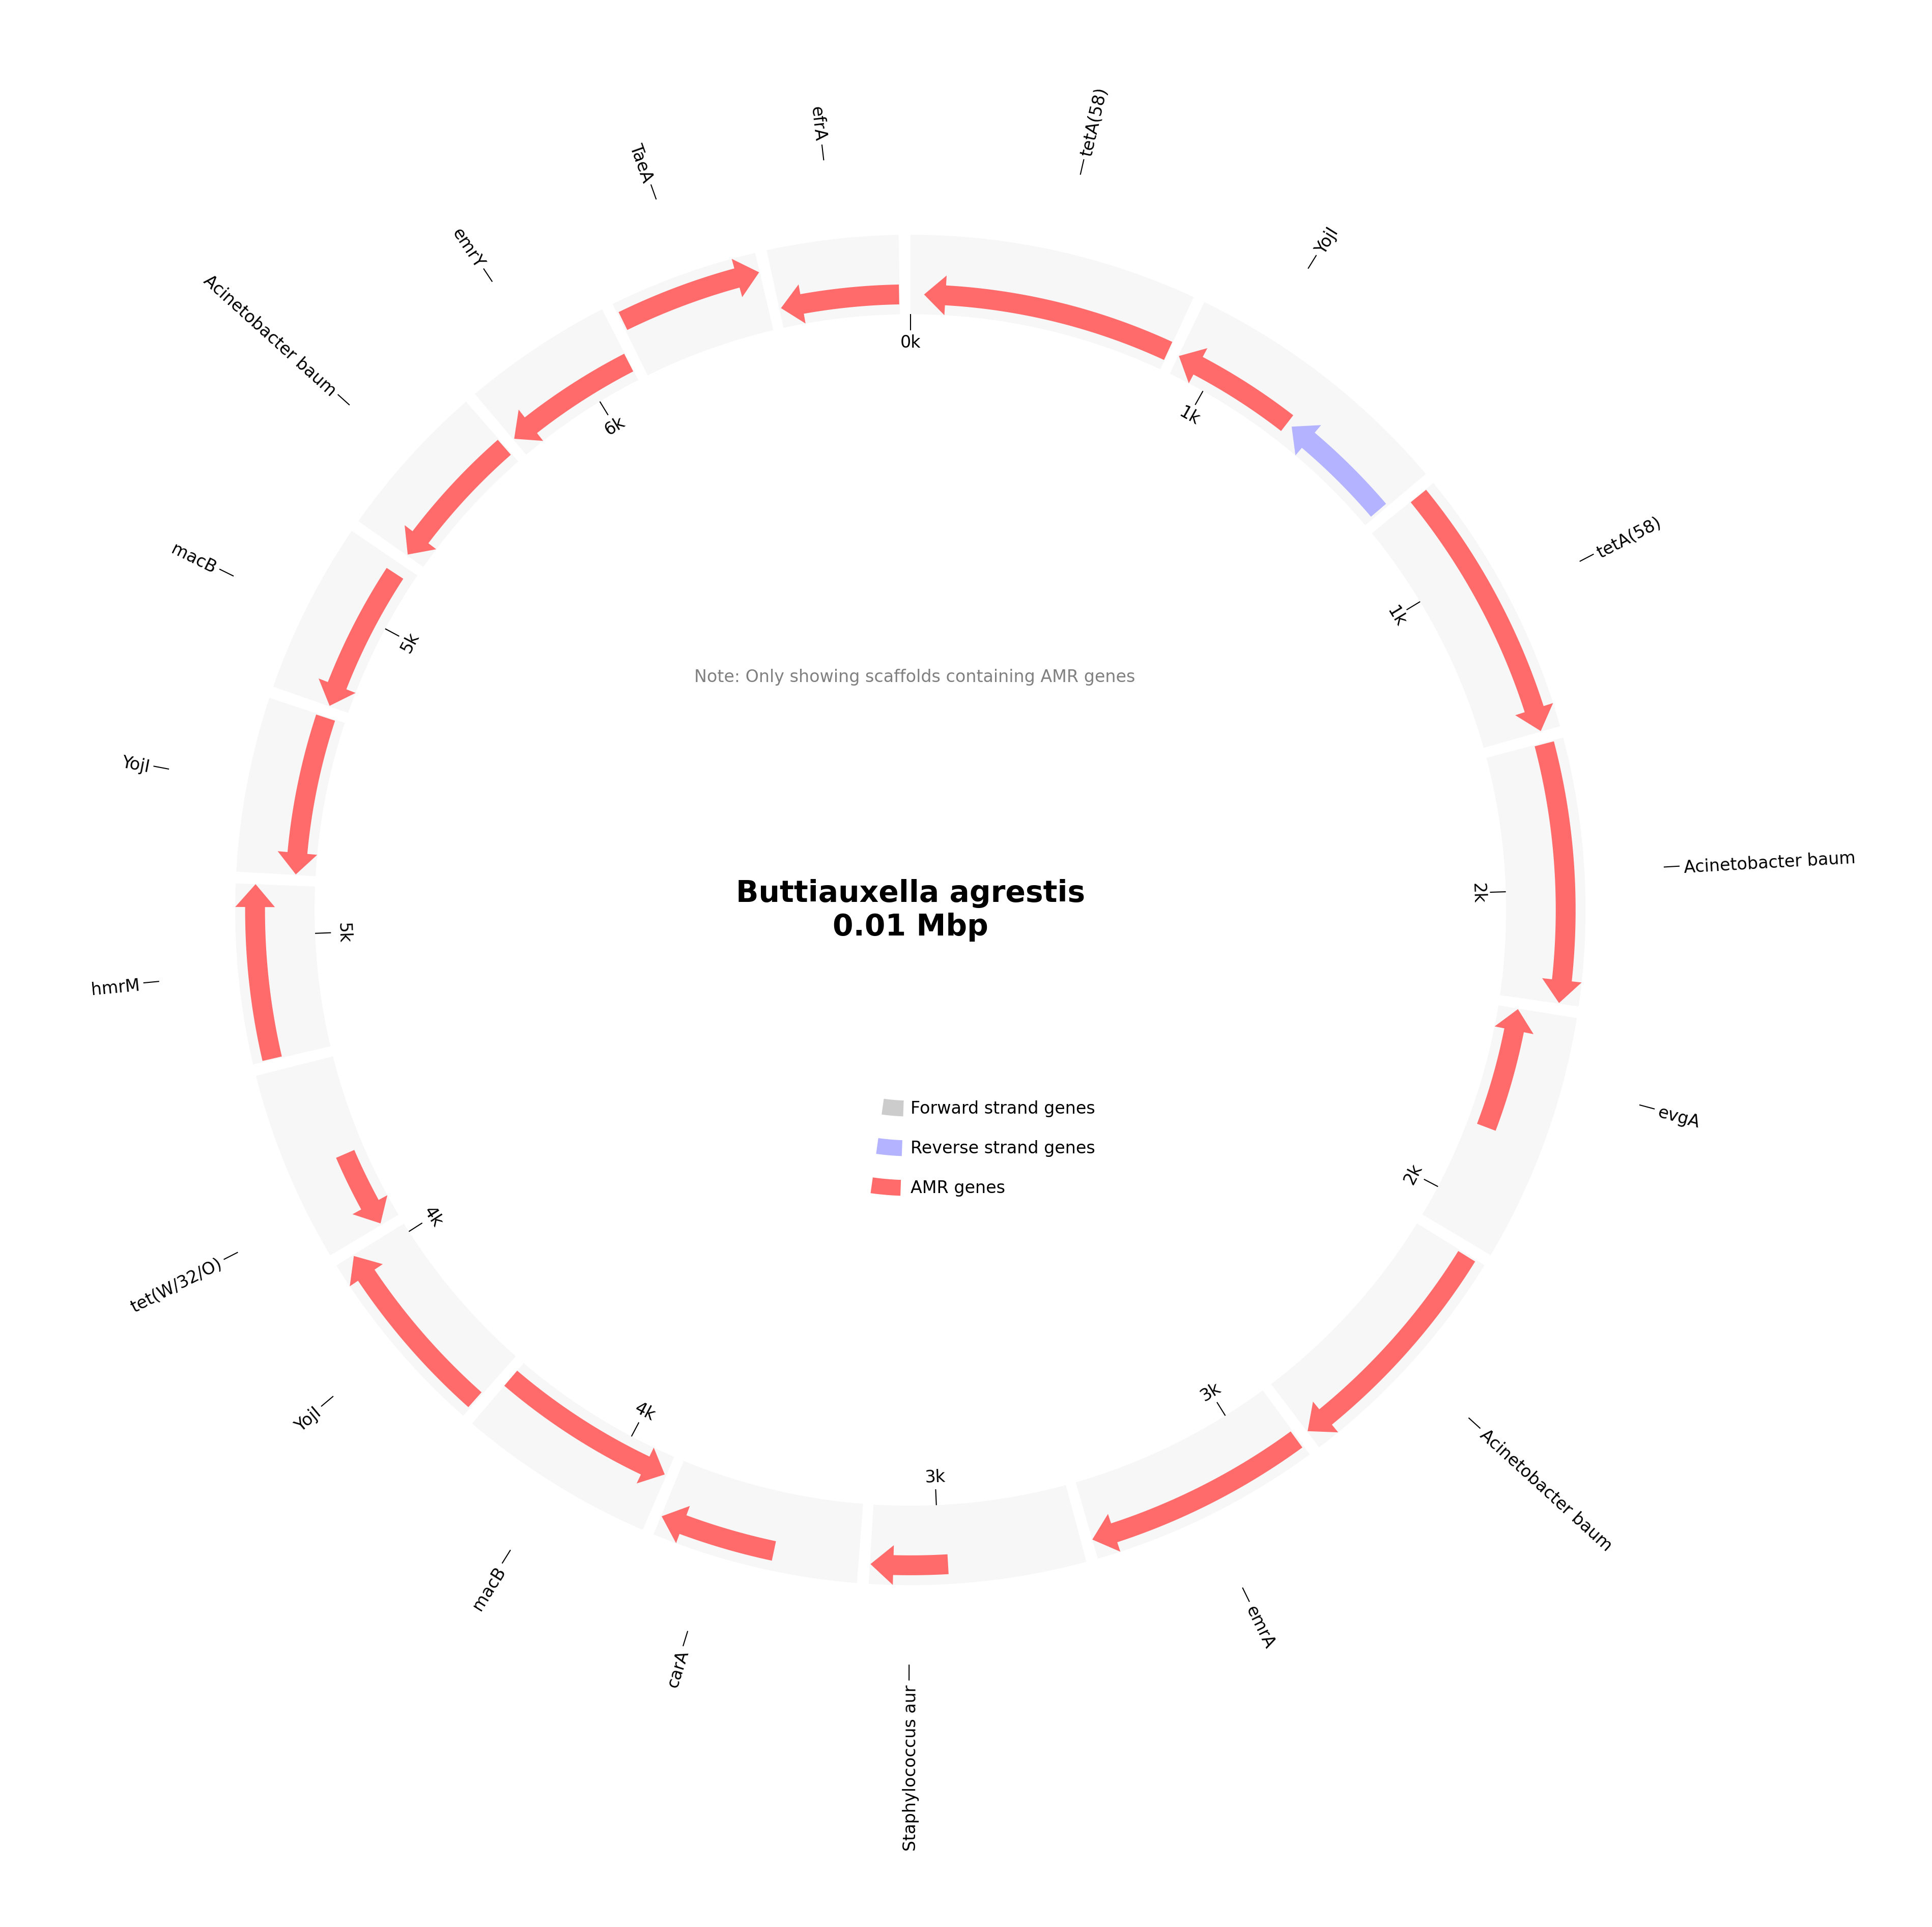 efrA
tetA(58)
TaeA
YojI
emrY
Acinetobacter baum
0k
1k
6k
tetA(58)
macB
1k
5k
Note: Only showing scaffolds containing AMR genes
YojI
Acinetobacter baum
2k
Buttiauxella agrestis
0.01 Mbp
5k
hmrM
Forward strand genes
evgA
Reverse strand genes
2k
AMR genes
4k
tet(W/32/O)
3k
4k
YojI
Acinetobacter baum
3k
macB
emrA
carA
Staphylococcus aur